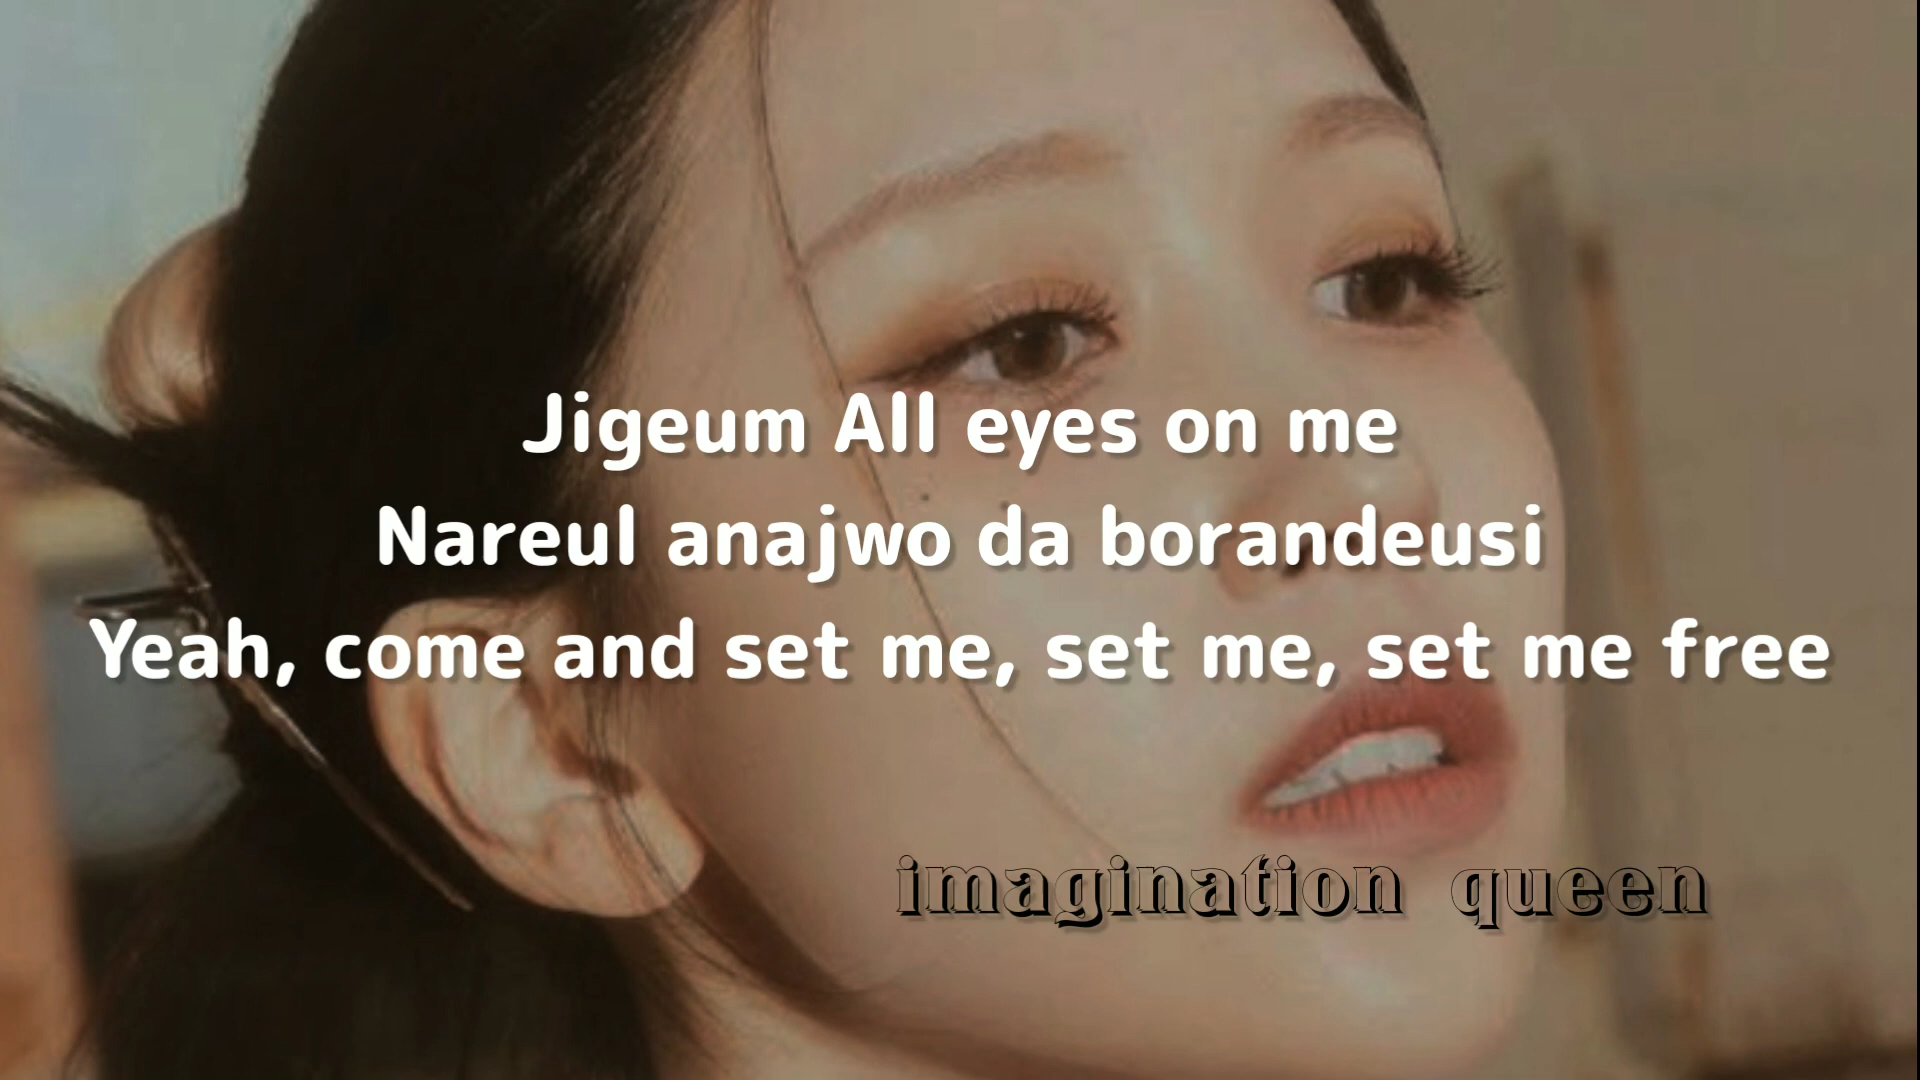 Jigeum All eyes on me
Nareul anajwo da borandeusi
Yeah, come and set me, set me, set me free
imagination queen